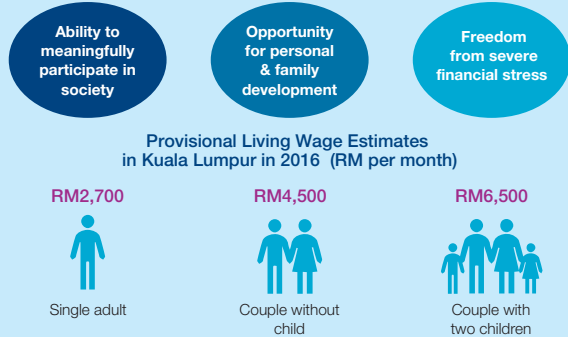 Ability to
meaningfully
participate in
society
Opportunity
for personal
& family
development
Freedom
from severe
financial stress
Provisional Living Wage Estimates
in Kuala Lumpur in 2016 (RM per month)
RM2,700
RM4,500
RM6,500
Single adult
Couple without
child
Couple with
two children